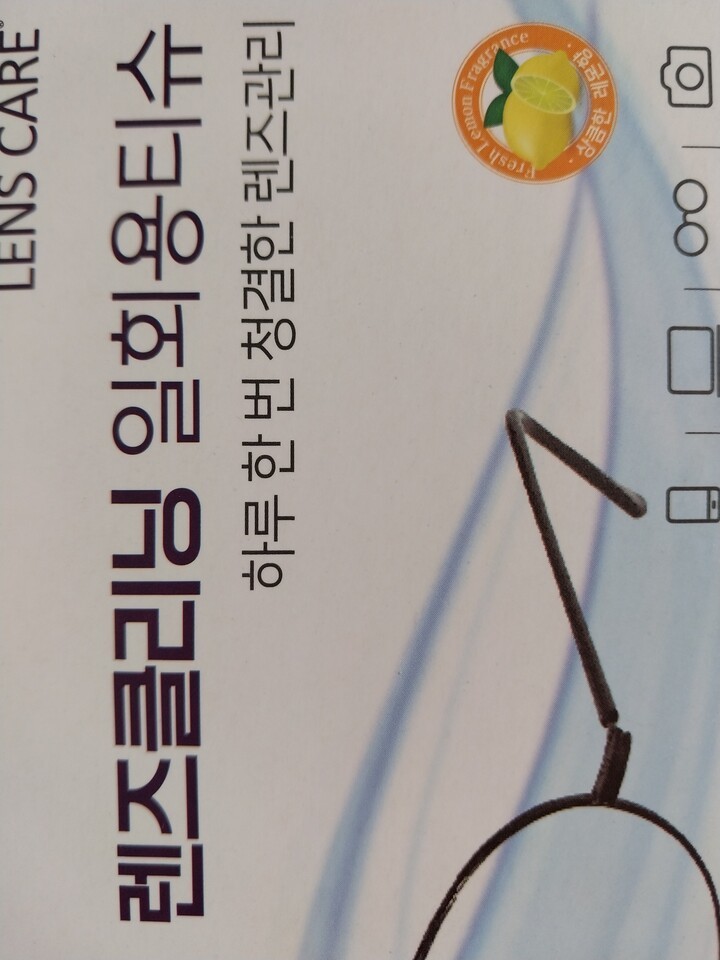 LENS CARE®
렌즈클리닝 일회용티슈
하루 한 번 청결한 렌즈관리
Fresh Lemon Fragrance
· 상큼한 레몬향 ·